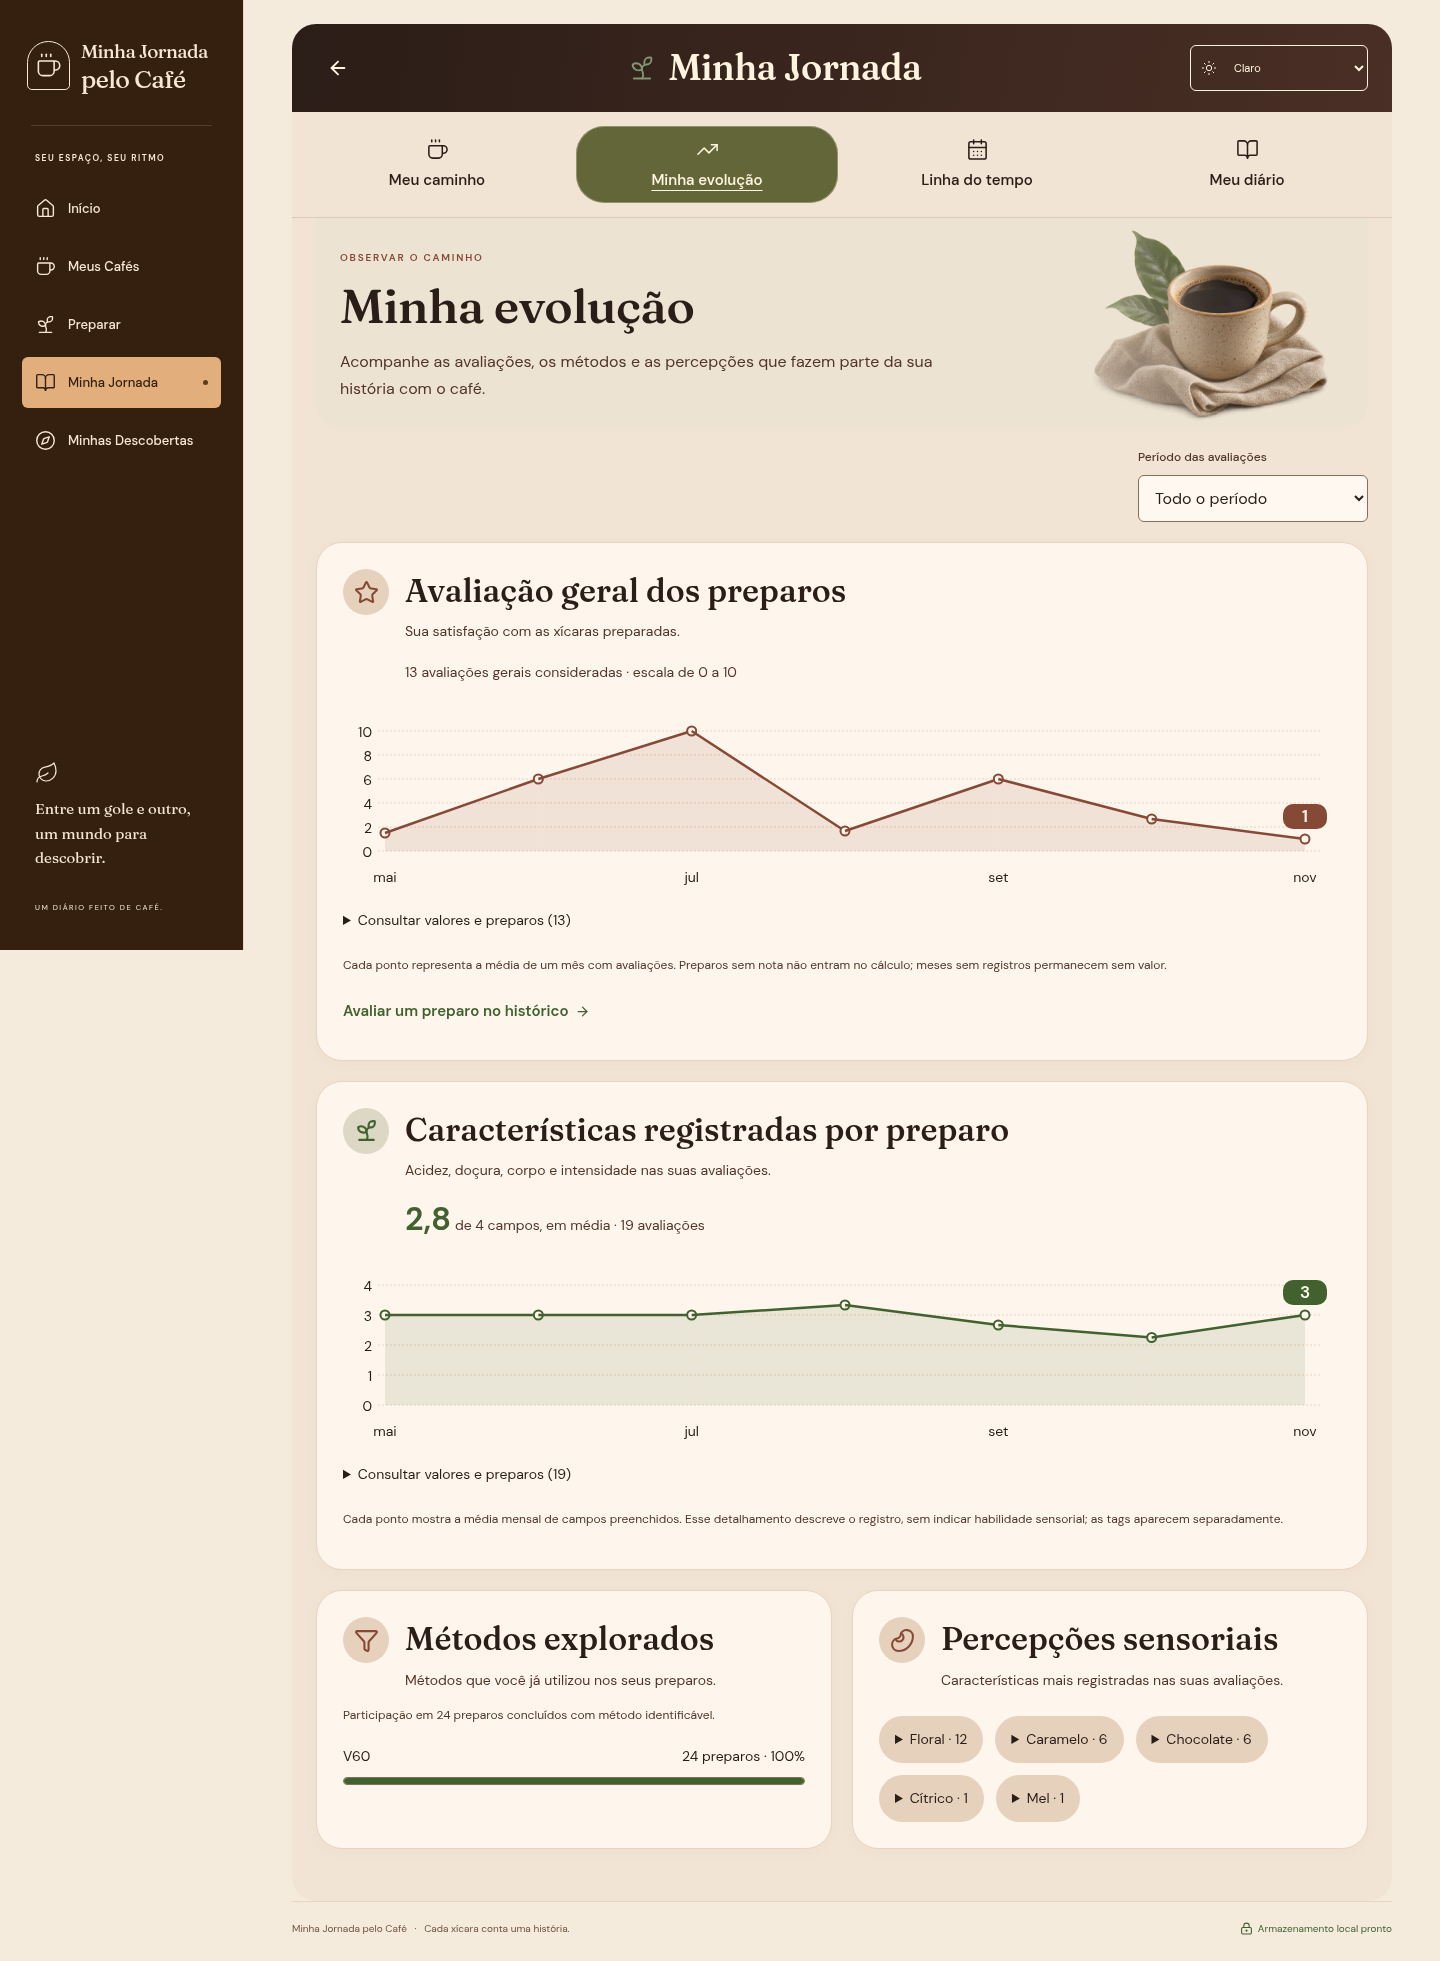 Minha Jornada
pelo Café
SEU ESPAÇO, SEU RITMO
Início
Meus Cafés
Preparar
Minha Jornada
Minhas Descobertas
Entre um gole e outro,
um mundo para
descobrir.
UM DIÁRIO FEITO DE CAFÉ.
Minha Jornada
Claro
Meu caminho
Minha evolução
Linha do tempo
Meu diário
OBSERVAR O CAMINHO
Minha evolução
Acompanhe as avaliações, os métodos e as percepções que fazem parte da sua
história com o café.
Período das avaliações
Todo o período
Avaliação geral dos preparos
Sua satisfação com as xícaras preparadas.
13 avaliações gerais consideradas · escala de 0 a 10
10
8
6
4
2
0
1
mai
jul
set
nov
Consultar valores e preparos (13)
Cada ponto representa a média de um mês com avaliações. Preparos sem nota não entram no cálculo; meses sem registros permanecem sem valor.
Avaliar um preparo no histórico →
Características registradas por preparo
Acidez, doçura, corpo e intensidade nas suas avaliações.
2,8 de 4 campos, em média · 19 avaliações
4
3
2
1
0
3
mai
jul
set
nov
Consultar valores e preparos (19)
Cada ponto mostra a média mensal de campos preenchidos. Esse detalhamento descreve o registro, sem indicar habilidade sensorial; as tags aparecem separadamente.
Métodos explorados
Métodos que você já utilizou nos seus preparos.
Participação em 24 preparos concluídos com método identificável.
V60
24 preparos · 100%
Percepções sensoriais
Características mais registradas nas suas avaliações.
Floral · 12
Caramelo · 6
Chocolate · 6
Cítrico · 1
Mel · 1
Minha Jornada pelo Café · Cada xícara conta uma história.
Armazenamento local pronto